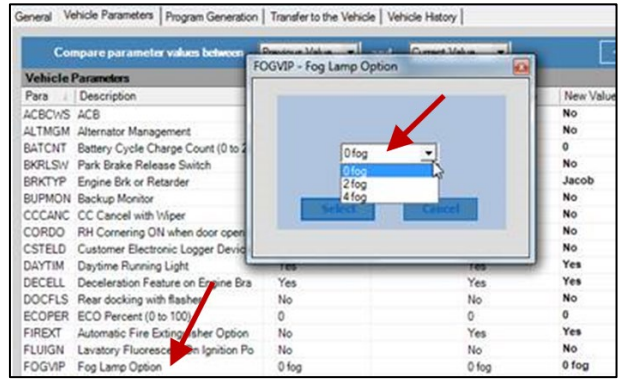 General Vehicle Parameters Program Generation Transfer to the Vehicle Vehicle History
Compare parameter values between Previous Value and Current Value
FOGVIP - Fog Lamp Option
Vehicle Parameters
Para Description New Value
ACBCWS ACB No
ALTMGM Alternator Management No
BATCNT Battery Cycle Charge Count (0 to 2 0
BKRLSW Park Brake Release Switch No
BRKTYP Engine Brk or Retarder Jacob
BUPMON Backup Monitor No
CCCANC CC Cancel with Wiper No
CORDO RH Cornering ON when door open No
CSTELD Customer Electronic Logger Devic No
DAYTIM Daytime Running Light Yes Yes Yes
DECELL Deceleration Feature on Engine Bra Yes Yes Yes
DOCFLS Rear docking with flasher No No No
ECOPER ECO Percent (0 to 100) 0 0 0
FIREXT Automatic Fire Extinguisher Option No Yes Yes
FLUIGN Lavatory Fluorescent on Ignition Po No No No
FOGVIP Fog Lamp Option 0 fog 0 fog 0 fog
0 fog
0 fog
2 fog
4 fog
Select Cancel